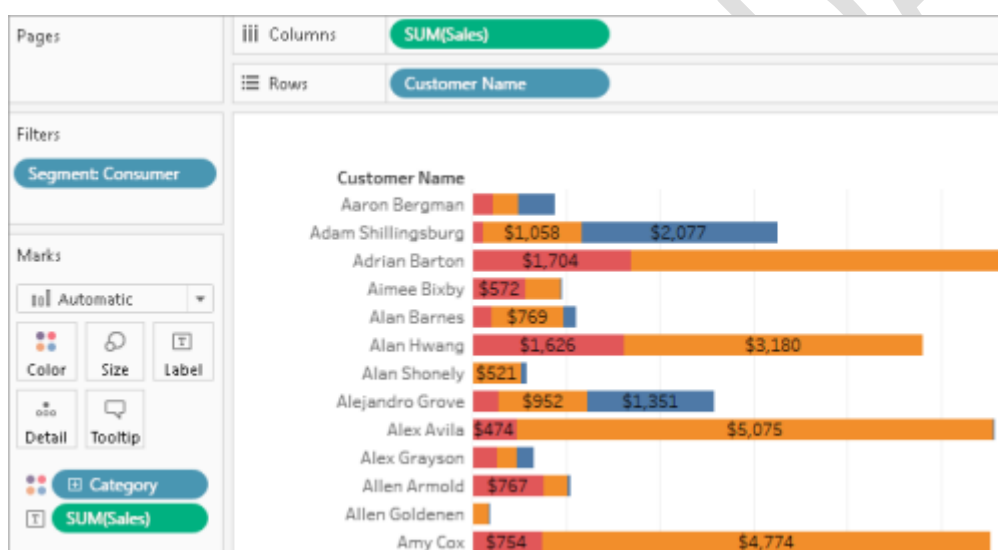 Pages
Columns SUM(Sales)
Rows Customer Name
Filters
Segment: Consumer
Marks
Automatic
Color Size Label
Detail Tooltip
Category
SUM(Sales)
Customer Name
Aaron Bergman
Adam Shillingsburg $1,058 $2,077
Adrian Barton $1,704
Aimee Bixby $572
Alan Barnes $769
Alan Hwang $1,626 $3,180
Alan Shonely $521
Alejandro Grove $952 $1,351
Alex Avila $474 $5,075
Alex Grayson
Allen Armold $767
Allen Goldenen
Amy Cox $754 $4,774